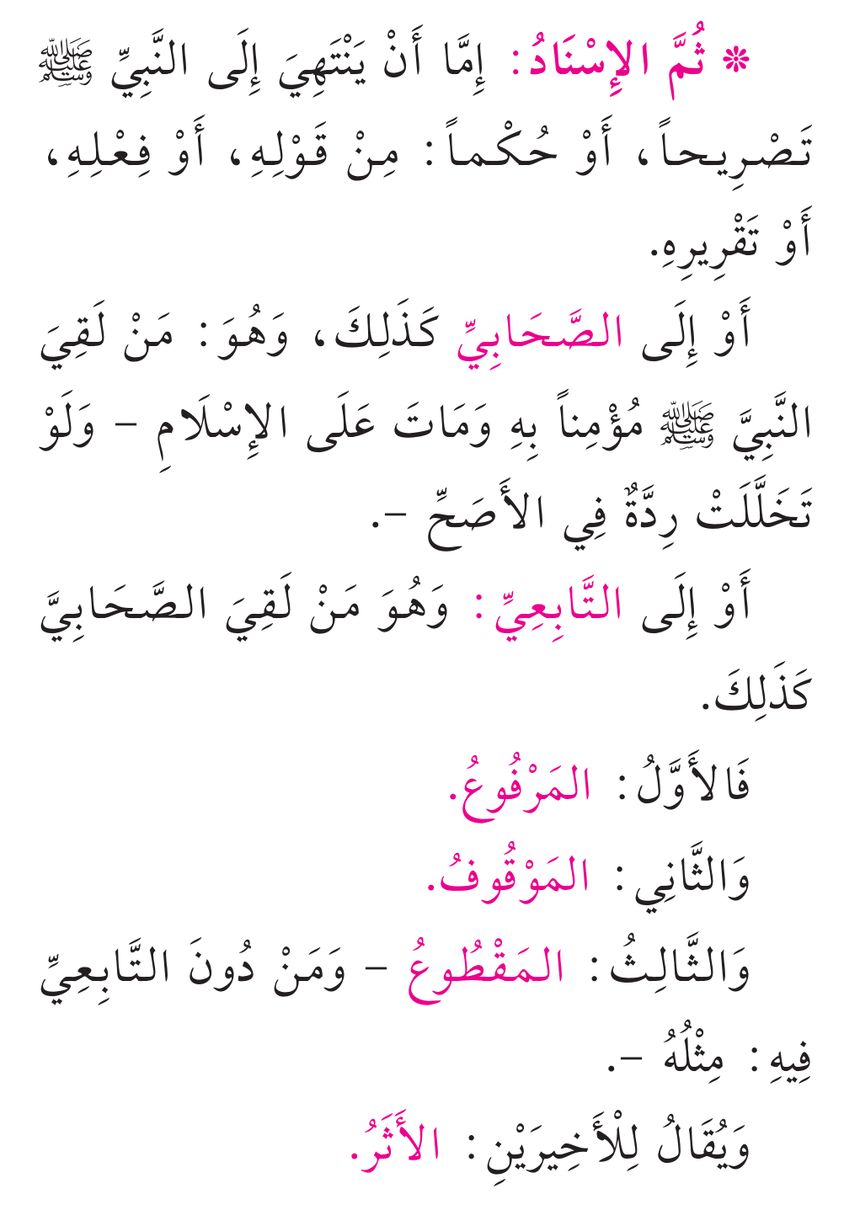 ❊ ثُمَّ الإِسْنَادُ: إِمَّا أَنْ يَنْتَهِيَ إِلَى النَّبِيِّ ﷺ
تَصْرِيحاً، أَوْ حُكْماً: مِنْ قَوْلِهِ، أَوْ فِعْلِهِ،
أَوْ تَقْرِيرِهِ.
أَوْ إِلَى الصَّحَابِيِّ كَذَلِكَ، وَهُوَ: مَنْ لَقِيَ
النَّبِيَّ ﷺ مُؤْمِناً بِهِ وَمَاتَ عَلَى الإِسْلَامِ – وَلَوْ
تَخَلَّلَتْ رِدَّةٌ فِي الأَصَحِّ –.
أَوْ إِلَى التَّابِعِيِّ: وَهُوَ مَنْ لَقِيَ الصَّحَابِيَّ
كَذَلِكَ.
فَالأَوَّلُ: المَرْفُوعُ.
وَالثَّانِي: المَوْقُوفُ.
وَالثَّالِثُ: المَقْطُوعُ – وَمَنْ دُونَ التَّابِعِيِّ
فِيهِ: مِثْلُهُ –.
وَيُقَالُ لِلْأَخِيرَيْنِ: الأَثَرُ.